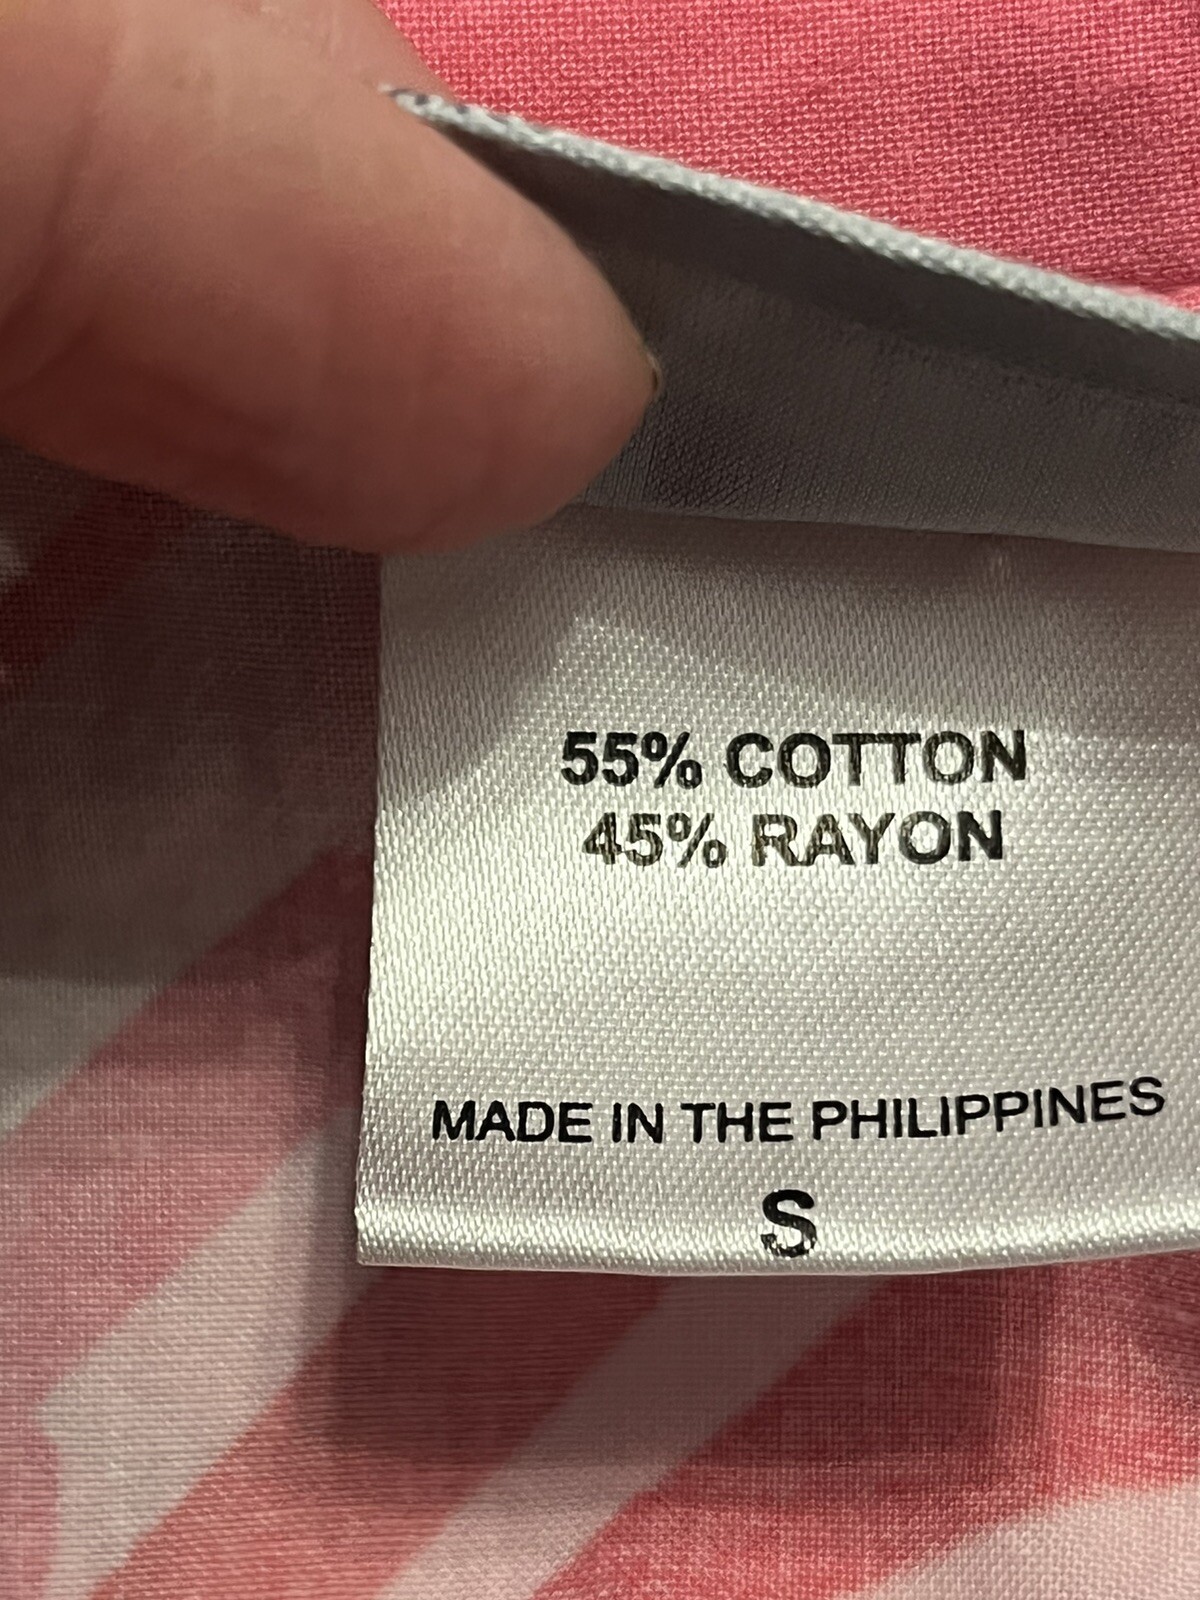 55% COTTON
45% RAYON
MADE IN THE PHILIPPINES
S